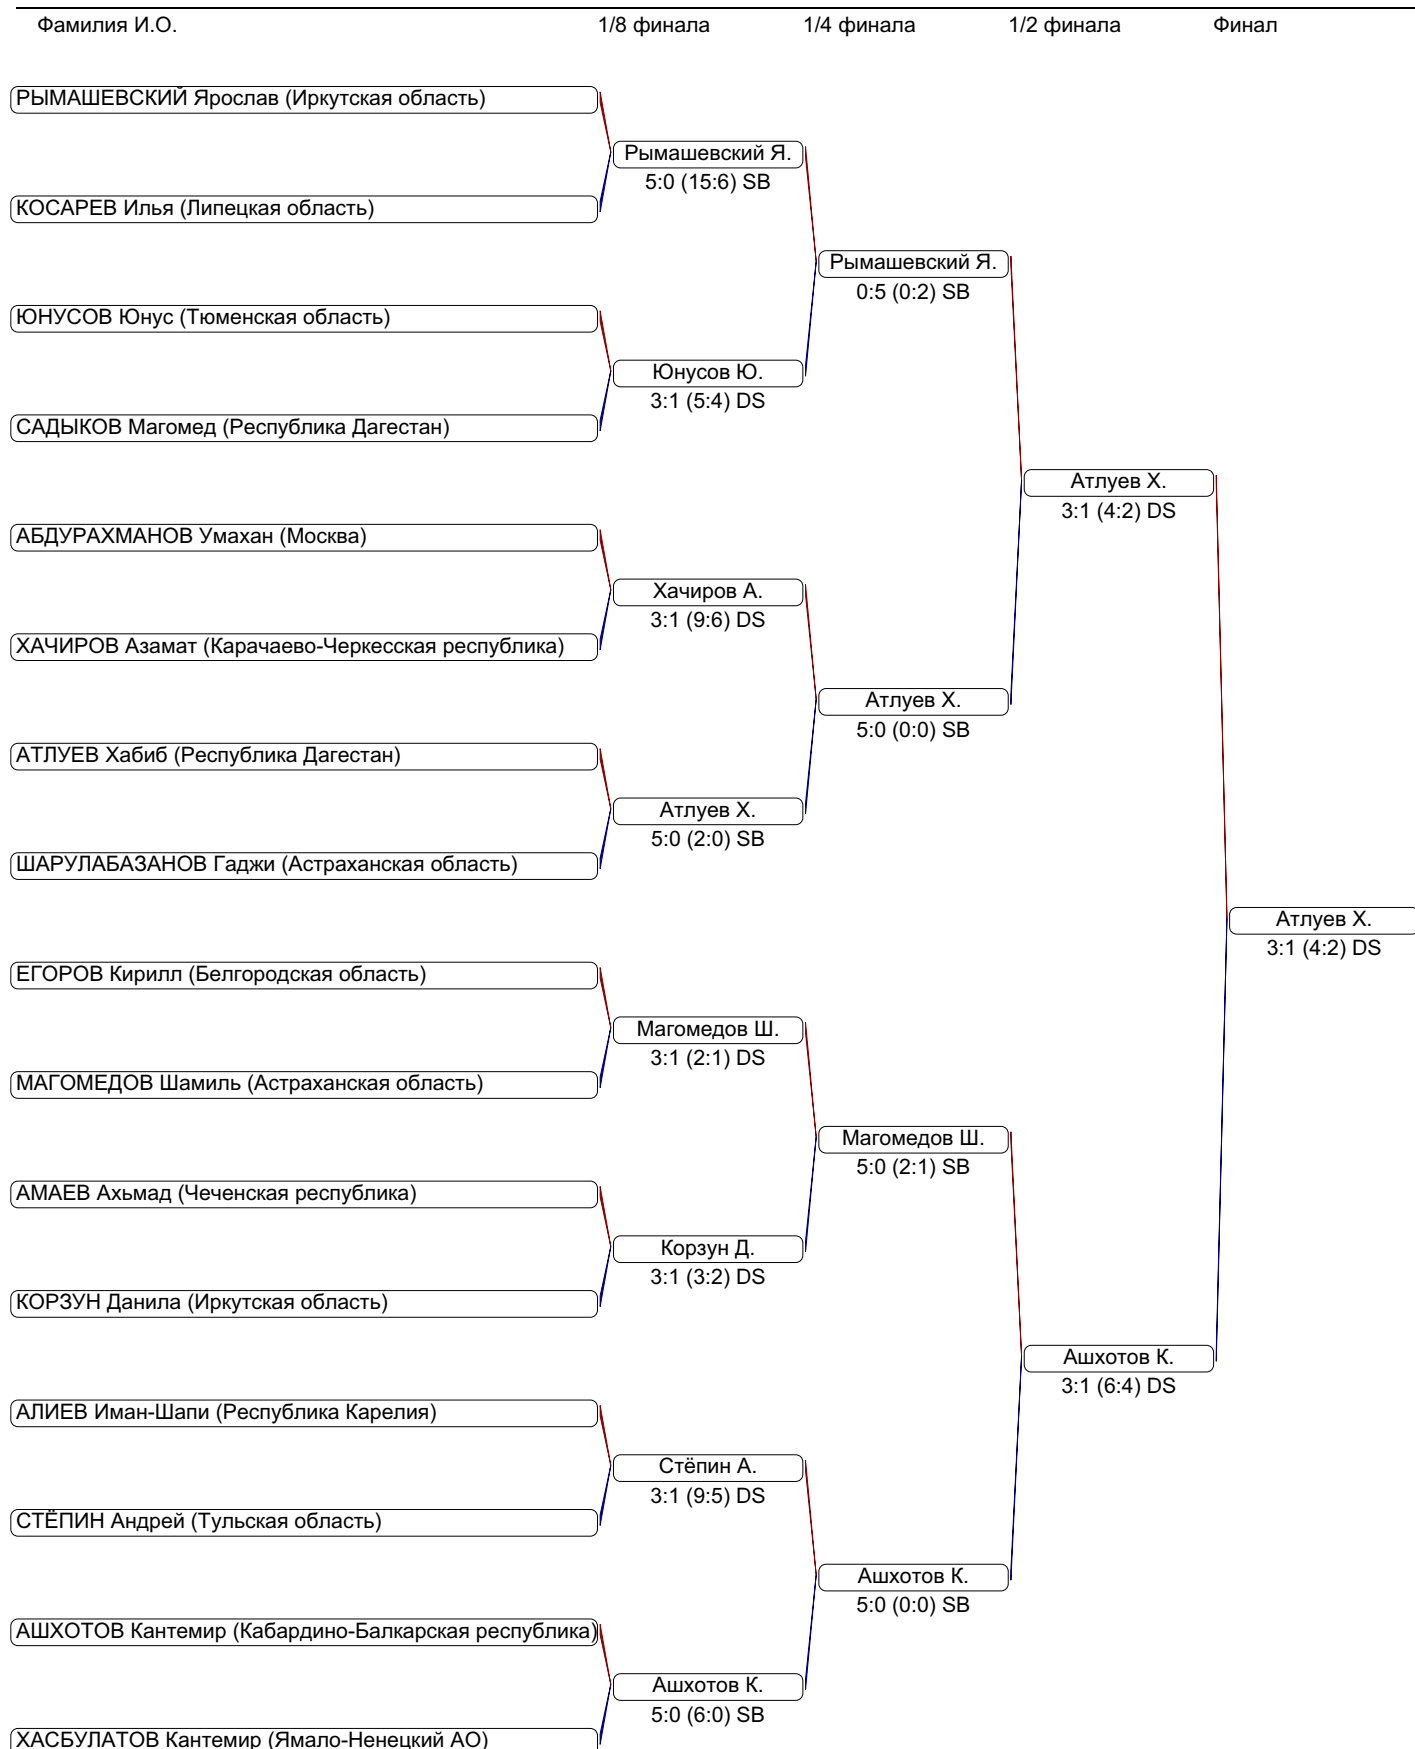 Фамилия И.О. 1/8 финала 1/4 финала 1/2 финала Финал
РЫМАШЕВСКИЙ Ярослав (Иркутская область)
Рымашевский Я.
5:0 (15:6) SB
КОСАРЕВ Илья (Липецкая область)
Рымашевский Я.
0:5 (0:2) SB
ЮНУСОВ Юнус (Тюменская область)
Юнусов Ю.
3:1 (5:4) DS
САДЫКОВ Магомед (Республика Дагестан)
Атлуев Х.
3:1 (4:2) DS
АБДУРАХМАНОВ Умахан (Москва)
Хачиров А.
3:1 (9:6) DS
ХАЧИРОВ Азамат (Карачаево-Черкесская республика)
Атлуев Х.
5:0 (0:0) SB
АТЛУЕВ Хабиб (Республика Дагестан)
Атлуев Х.
5:0 (2:0) SB
ШАРУЛАБАЗАНОВ Гаджи (Астраханская область)
Атлуев Х.
3:1 (4:2) DS
ЕГОРОВ Кирилл (Белгородская область)
Магомедов Ш.
3:1 (2:1) DS
МАГОМЕДОВ Шамиль (Астраханская область)
Магомедов Ш.
5:0 (2:1) SB
АМАЕВ Ахьмад (Чеченская республика)
Корзун Д.
3:1 (3:2) DS
КОРЗУН Данила (Иркутская область)
Ашхотов К.
3:1 (6:4) DS
АЛИЕВ Иман-Шапи (Республика Карелия)
Стёпин А.
3:1 (9:5) DS
СТЁПИН Андрей (Тульская область)
Ашхотов К.
5:0 (0:0) SB
АШХОТОВ Кантемир (Кабардино-Балкарская республика)
Ашхотов К.
5:0 (6:0) SB
ХАСБУЛАТОВ Кантемир (Ямало-Ненецкий АО)